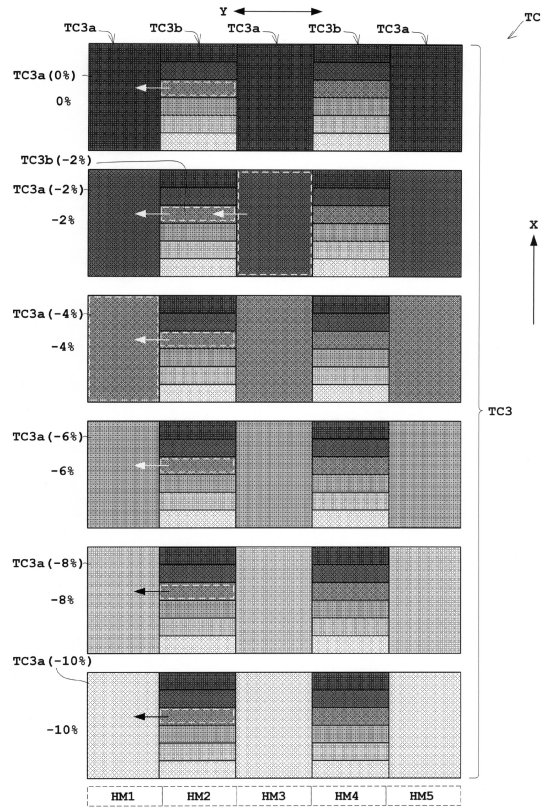 Y
TC
TC3a TC3b TC3a TC3b TC3a
TC3a(0%)
0%
TC3b(-2%)
TC3a(-2%)
-2%
X
TC3a(-4%)
-4%
TC3
TC3a(-6%)
-6%
TC3a(-8%)
-8%
TC3a(-10%)
-10%
HM1 HM2 HM3 HM4 HM5